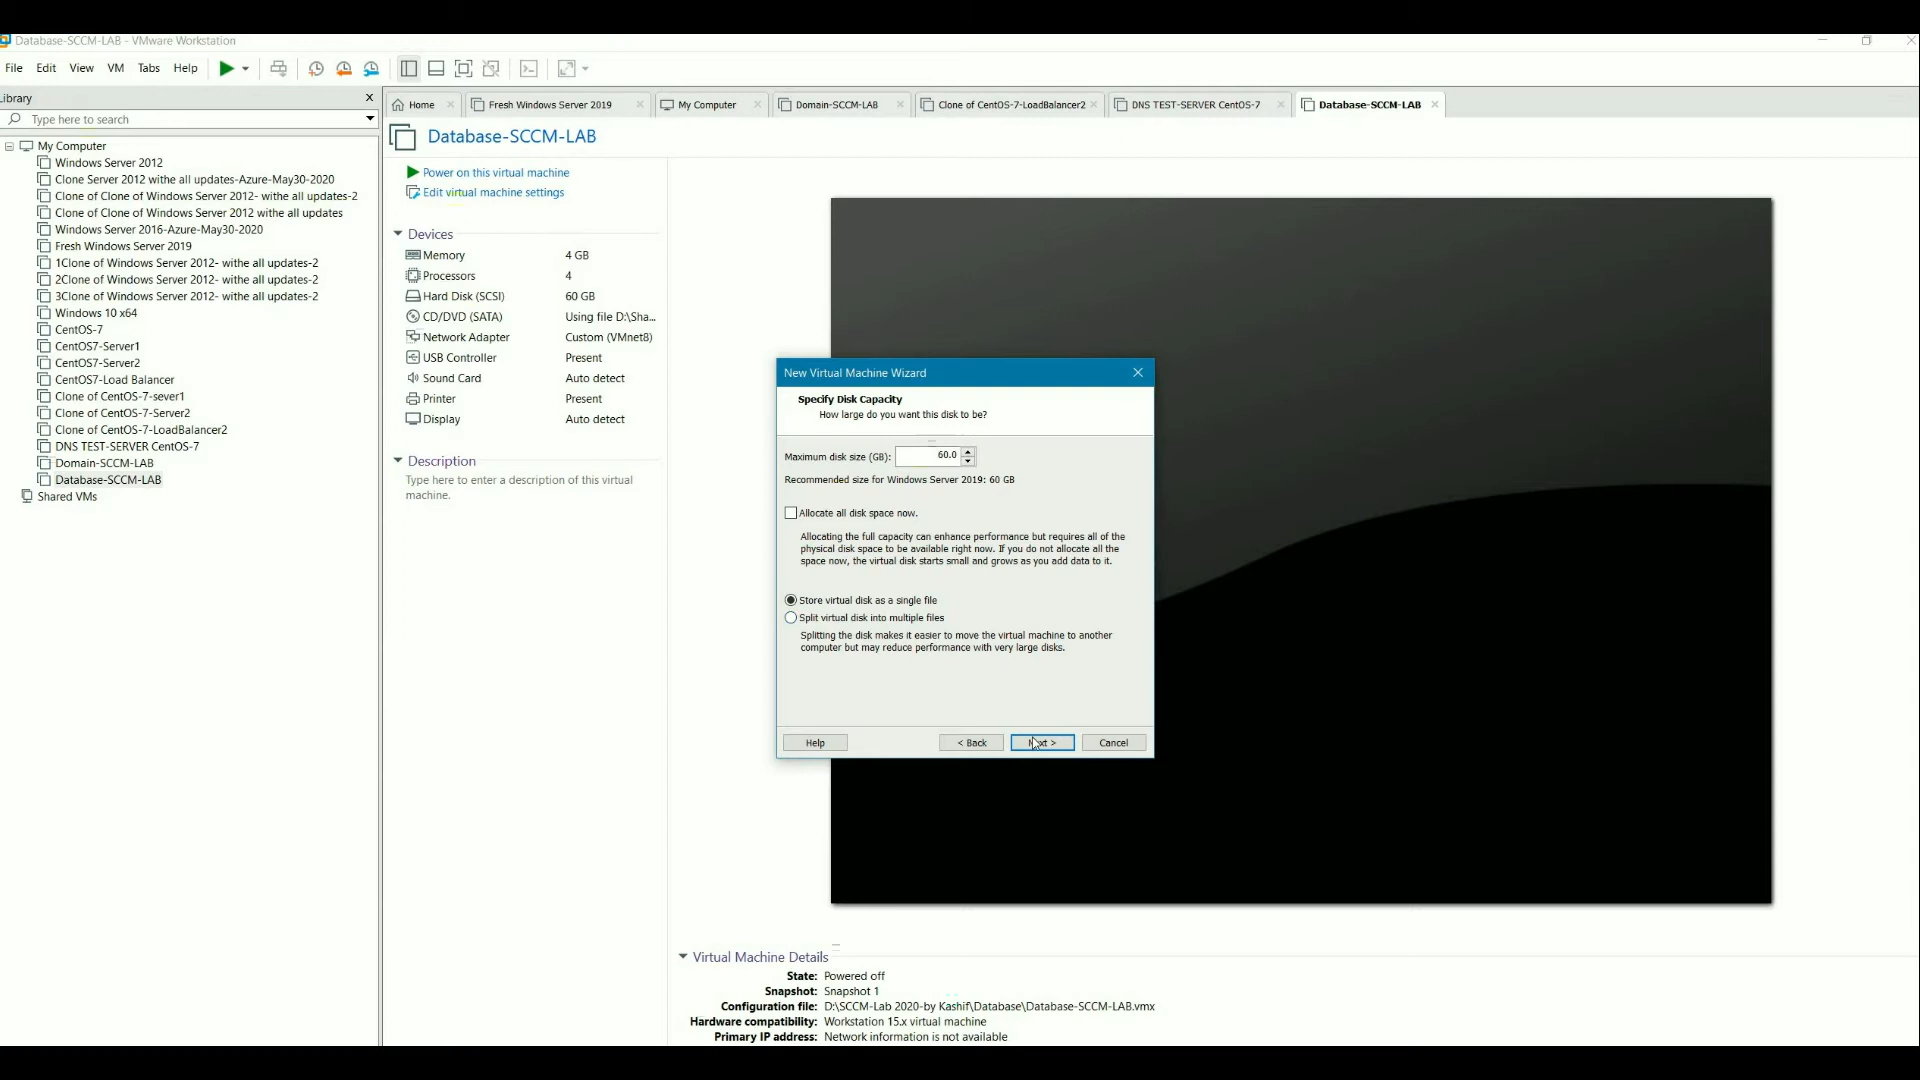 Database-SCCM-LAB - VMware Workstation
File Edit View VM Tabs Help
Library
Type here to search
My Computer
Windows Server 2012
Clone Server 2012 withe all updates-Azure-May30-2020
Clone of Clone of Windows Server 2012- withe all updates-2
Clone of Clone of Windows Server 2012 withe all updates
Windows Server 2016-Azure-May30-2020
Fresh Windows Server 2019
1Clone of Windows Server 2012- withe all updates-2
2Clone of Windows Server 2012- withe all updates-2
3Clone of Windows Server 2012- withe all updates-2
Windows 10 x64
CentOS-7
CentOS7-Server1
CentOS7-Server2
CentOS7-Load Balancer
Clone of CentOS-7-sever1
Clone of CentOS-7-Server2
Clone of CentOS-7-LoadBalancer2
DNS TEST-SERVER CentOS-7
Domain-SCCM-LAB
Database-SCCM-LAB
Shared VMs
Home Fresh Windows Server 2019 My Computer Domain-SCCM-LAB Clone of CentOS-7-LoadBalancer2 DNS TEST-SERVER CentOS-7 Database-SCCM-LAB
Database-SCCM-LAB
Power on this virtual machine
Edit virtual machine settings
Devices
Memory 4 GB
Processors 4
Hard Disk (SCSI) 60 GB
CD/DVD (SATA) Using file D:\Sha...
Network Adapter Custom (VMnet8)
USB Controller Present
Sound Card Auto detect
Printer Present
Display Auto detect
Description
Type here to enter a description of this virtual
machine.
New Virtual Machine Wizard
Specify Disk Capacity
How large do you want this disk to be?
Maximum disk size (GB): 60.0
Recommended size for Windows Server 2019: 60 GB
Allocate all disk space now.
Allocating the full capacity can enhance performance but requires all of the
physical disk space to be available right now. If you do not allocate all the
space now, the virtual disk starts small and grows as you add data to it.
Store virtual disk as a single file
Split virtual disk into multiple files
Splitting the disk makes it easier to move the virtual machine to another
computer but may reduce performance with very large disks.
Help < Back Next > Cancel
Virtual Machine Details
State: Powered off
Snapshot: Snapshot 1
Configuration file: D:\SCCM-Lab 2020-by Kashif\Database\Database-SCCM-LAB.vmx
Hardware compatibility: Workstation 15.x virtual machine
Primary IP address: Network information is not available